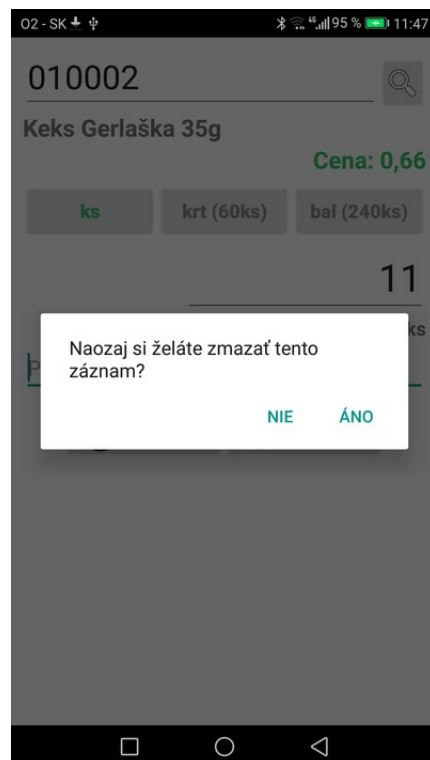 O2 - SK 4G 95 % 11:47
010002
Keks Gerlaška 35g
Cena: 0,66
ks krt (60ks) bal (240ks)
11
ks
Naozaj si želáte zmazať tento
záznam?
P
NIE ÁNO